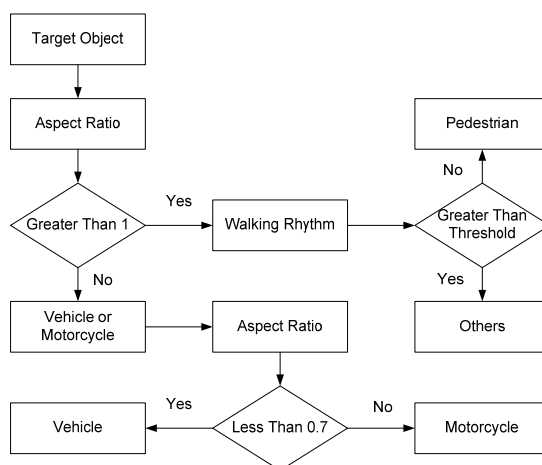 Target Object
Aspect Ratio
Pedestrian
No
Yes
Greater Than 1
Walking Rhythm
Greater Than
Threshold
No
Yes
Vehicle or
Motorcycle
Aspect Ratio
Others
Yes
No
Vehicle
Less Than 0.7
Motorcycle